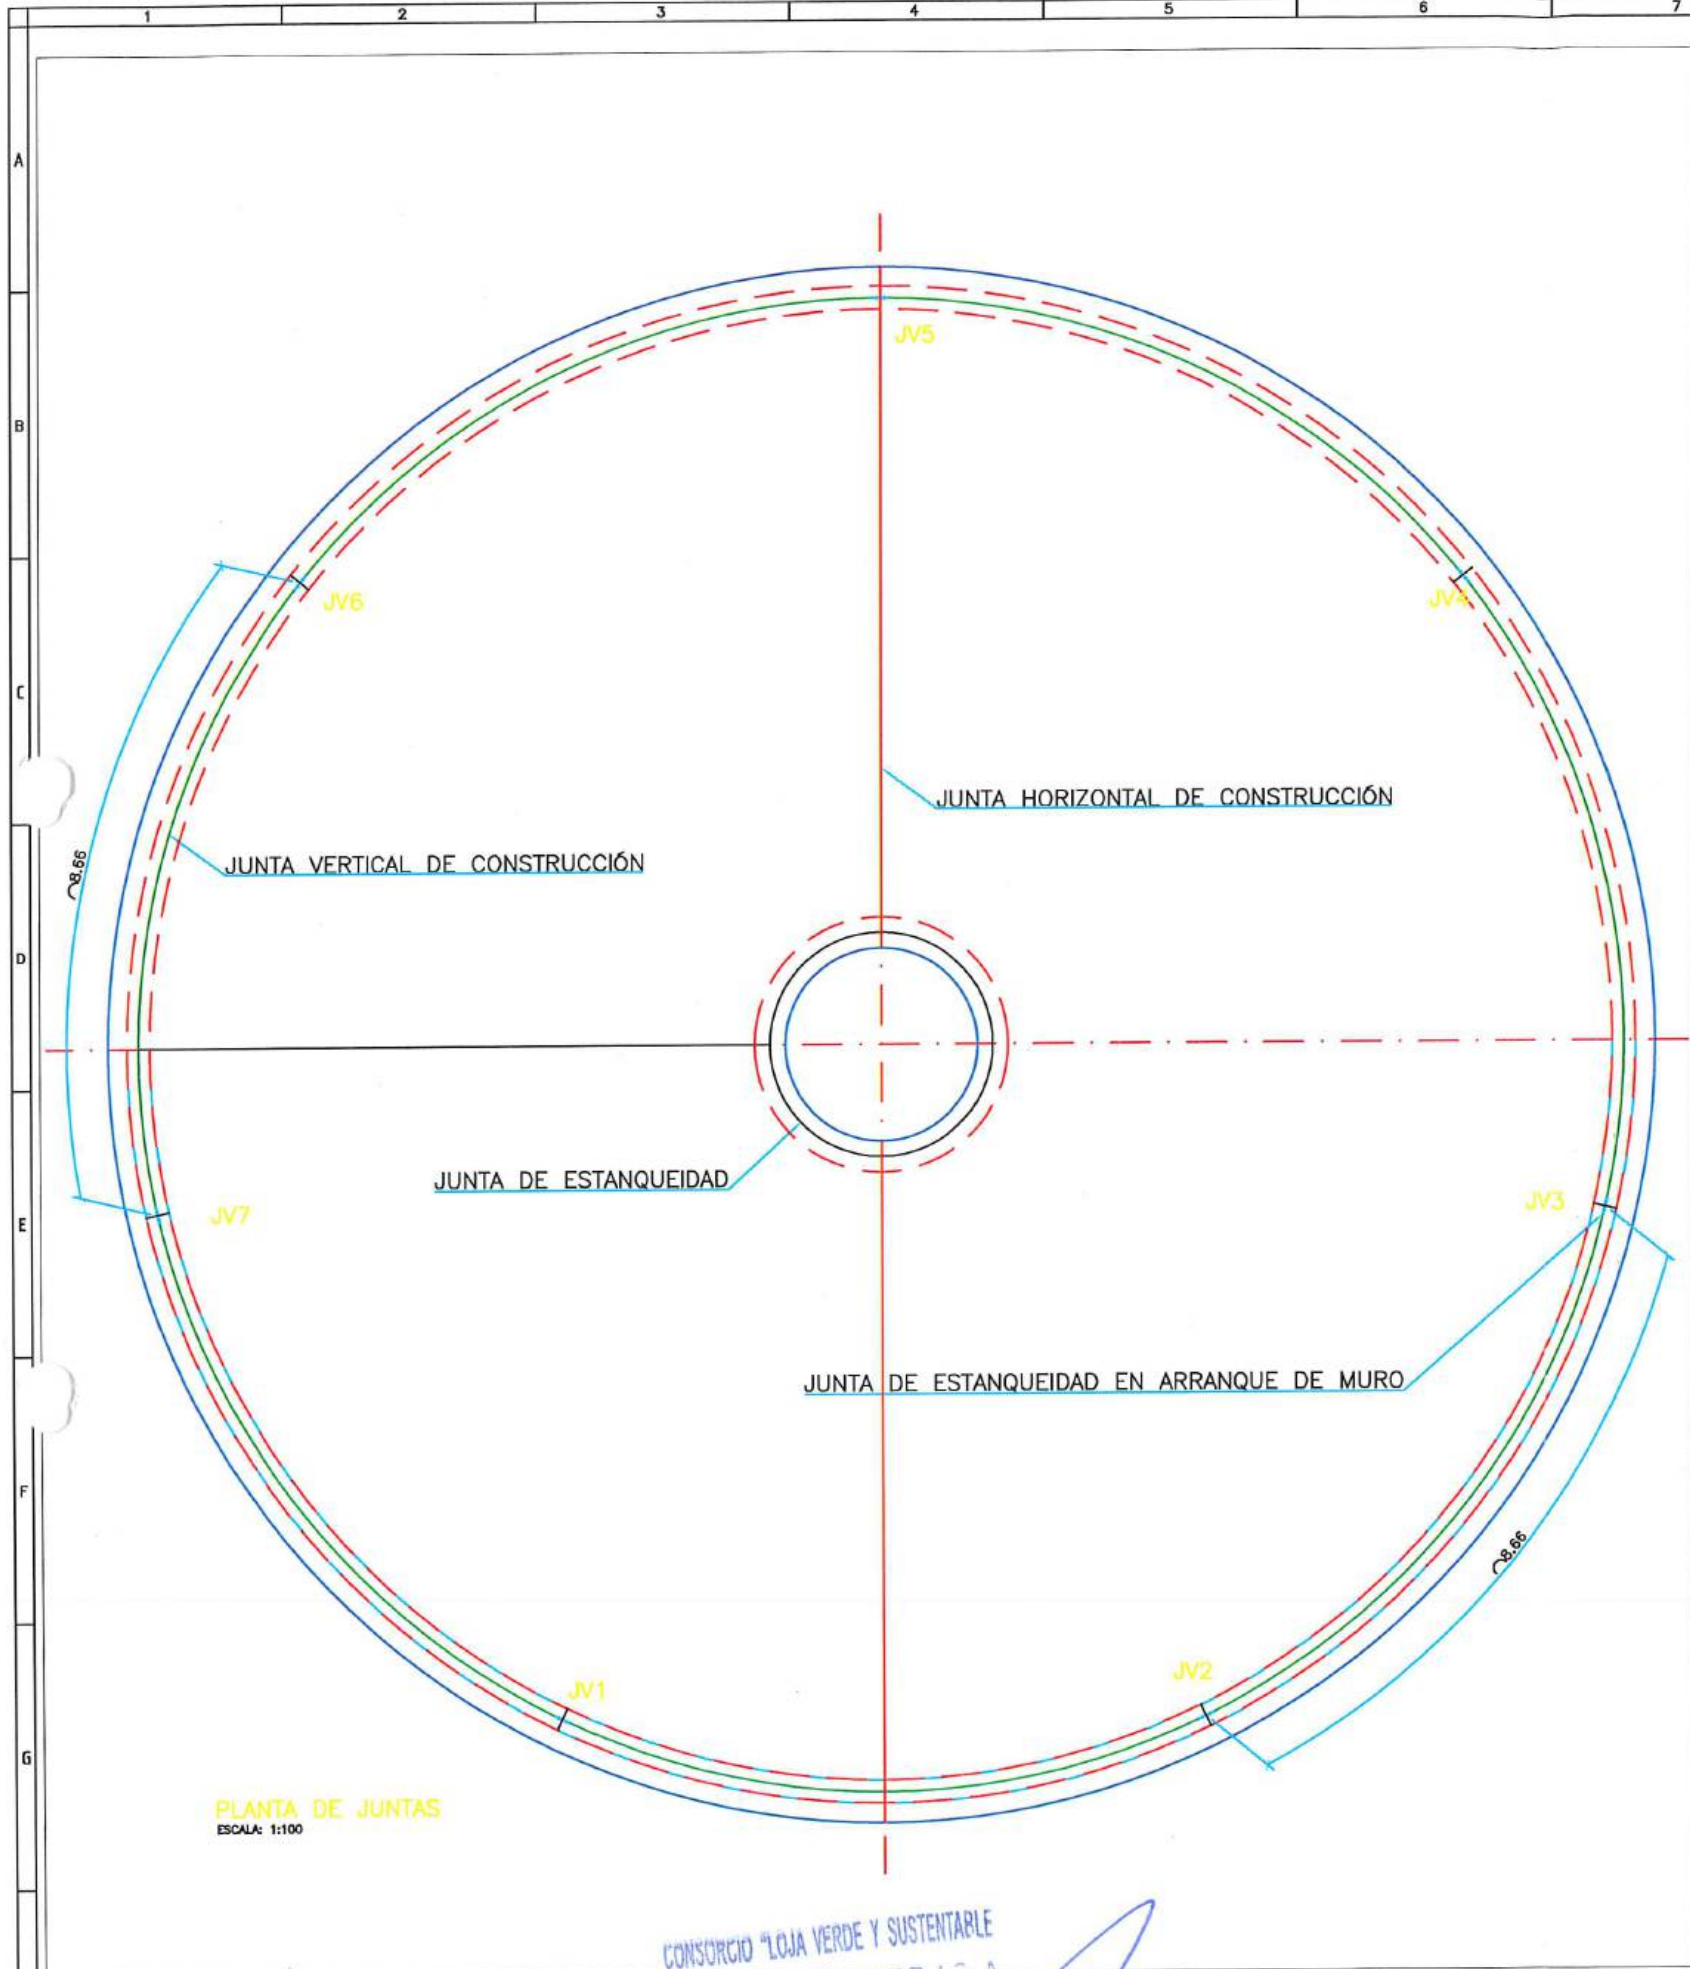 1 2 3 4 5 6 7
A
B
C
D
E
F
G
JV5
JV6
JV4
JUNTA HORIZONTAL DE CONSTRUCCIÓN
JUNTA VERTICAL DE CONSTRUCCIÓN
8.66
JUNTA DE ESTANQUEIDAD
JV7
JV3
JUNTA DE ESTANQUEIDAD EN ARRANQUE DE MURO
8.66
JV1
JV2
PLANTA DE JUNTAS
ESCALA: 1:100
CONSORCIO "LOJA VERDE Y SUSTENTABLE